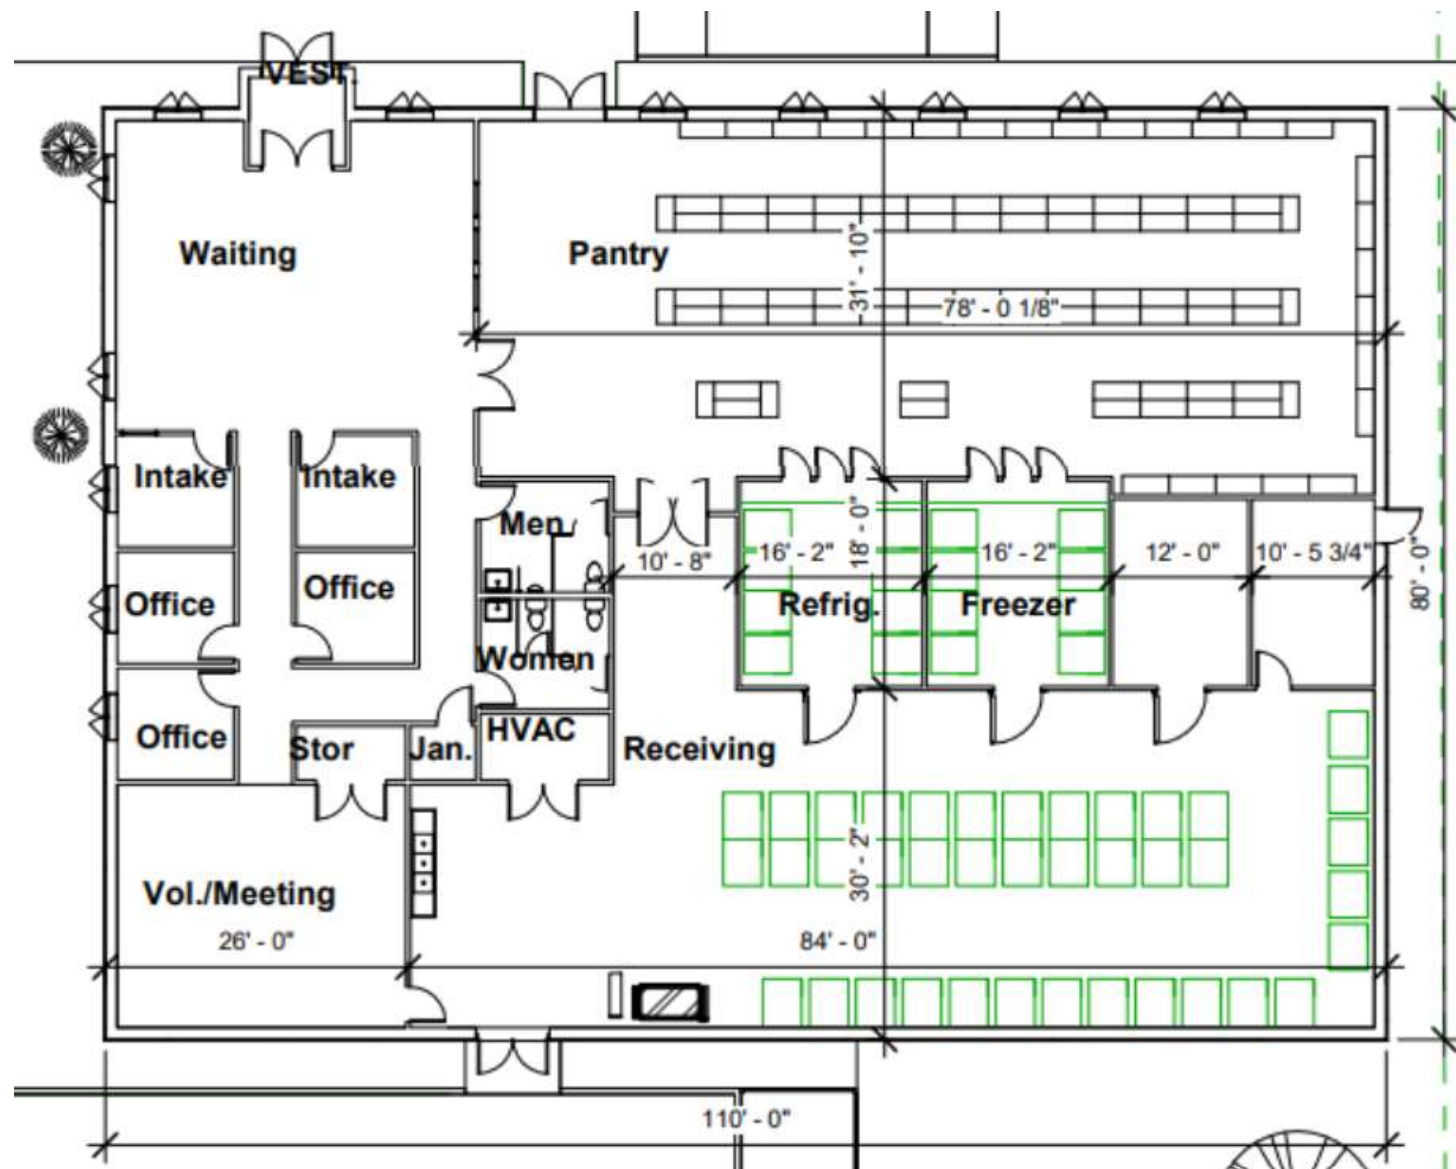 VEST.
Waiting
Pantry
31' - 10"
78' - 0 1/8"
Intake
Intake
Men
18' - 0"
10' - 8"
16' - 2"
16' - 2"
12' - 0"
10' - 5 3/4"
80' - 0"
Office
Office
Refrig.
Freezer
Women
Office
Stor
Jan.
HVAC
Receiving
30' - 2"
Vol./Meeting
26' - 0"
84' - 0"
110' - 0"